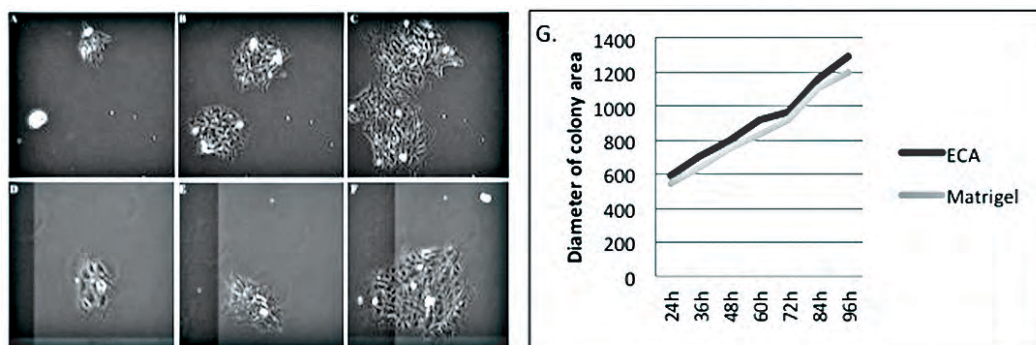 A
B
C
D
E
F
G.
Diameter of colony area
1400
1200
1000
800
600
400
200
0
24h
36h
48h
60h
72h
84h
96h
ECA
Matrigel